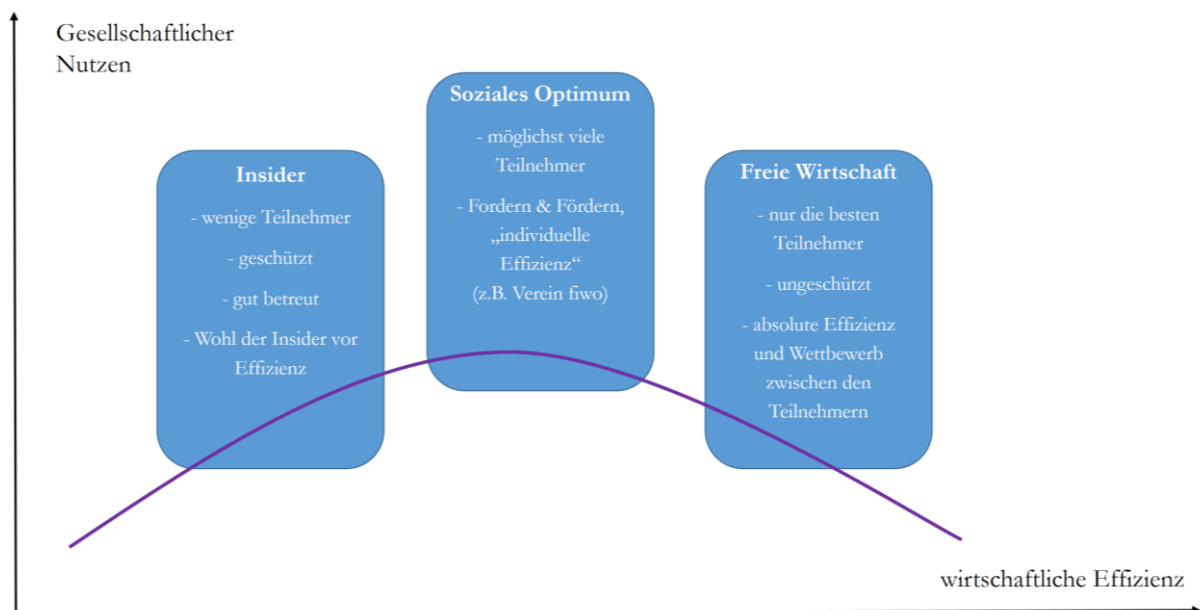 Gesellschaftlicher
Nutzen
Insider
- wenige Teilnehmer
- geschützt
- gut betreut
- Wohl der Insider vor
Effizienz
Soziales Optimum
- möglichst viele
Teilnehmer
- Fordern & Fördern,
„individuelle
Effizienz“
(z.B. Verein fiwo)
Freie Wirtschaft
- nur die besten
Teilnehmer
- ungeschützt
- absolute Effizienz
und Wettbewerb
zwischen den
Teilnehmern
wirtschaftliche Effizienz